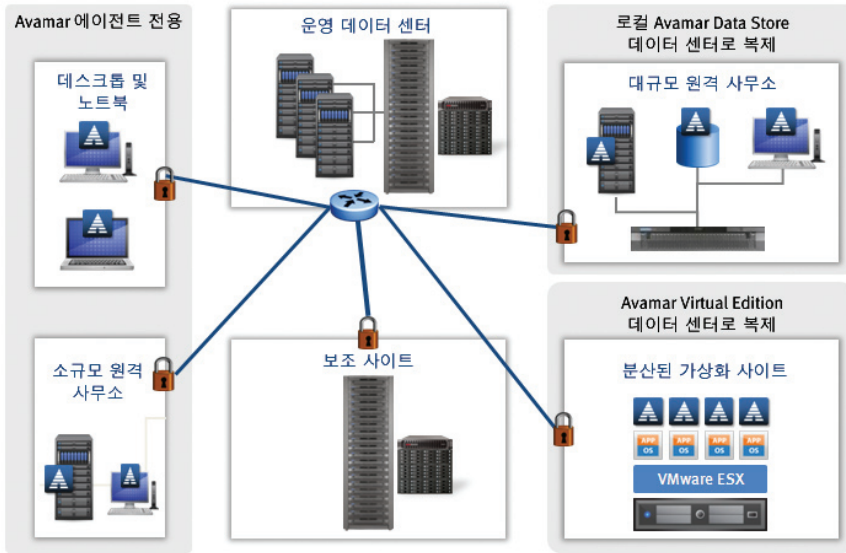 Avamar 에이전트 전용
데스크톱 및
노트북
소규모 원격
사무소
운영 데이터 센터
보조 사이트
로컬 Avamar Data Store
데이터 센터로 복제
대규모 원격 사무소
Avamar Virtual Edition
데이터 센터로 복제
분산된 가상화 사이트
APP APP APP APP
OS OS OS OS
VMware ESX